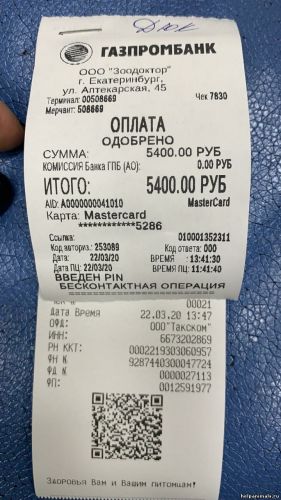 Дюк
ГАЗПРОМБАНК
ООО "Зоодоктор"
г. Екатеринбург,
ул. Аптекарская, 45
Терминал: 00508669 Чек 7830
Мерчант: 508669
ОПЛАТА
ОДОБРЕНО
СУММА: 5400.00 РУБ
КОМИССИЯ Банка ГПБ (АО): 0.00 РУБ
ИТОГО: 5400.00 РУБ
AID: A0000000041010 MasterCard
Карта: Mastercard
************5286
Ссылка: 010001352311
Код авториз.: 253089 Код ответа: 000
Дата: 22/03/20 ВРЕМЯ : 13:41:30
Дата ПЦ: 22/03/20 ВРЕМЯ ПЦ: 11:41:40
ВВЕДЕН PIN
БЕСКОНТАКТНАЯ ОПЕРАЦИЯ
00021
Дата Время 22.03.20 13:47
ОФД: ООО"Такском"
ИНН: 6673202869
РН ККТ: 0002219303060957
ФН № 9287440300047724
ФД № 0000027113
ФП: 0012591977
Здоровья Вам и Вашим питомцам!
helpanimals.ru